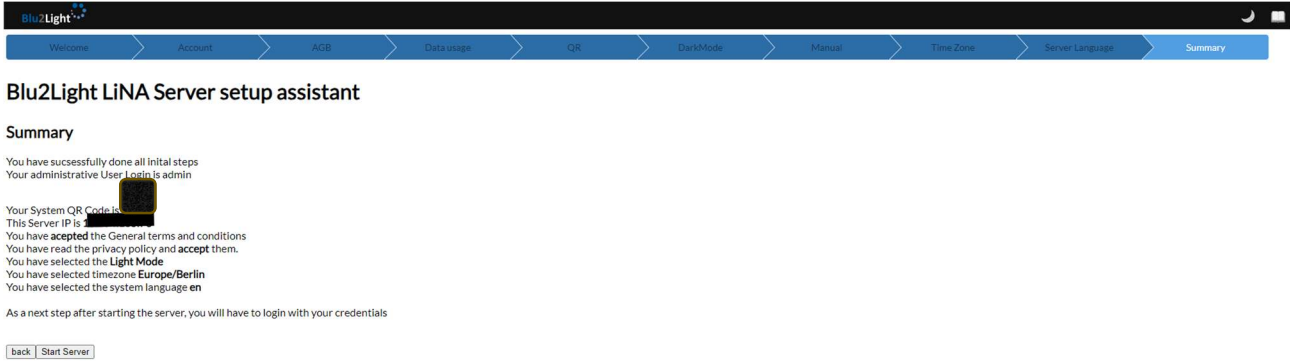 Blu2Light
Welcome
Account
AGB
Data usage
QR
DarkMode
Manual
Time Zone
Server Language
Summary
Blu2Light LiNA Server setup assistant
Summary
You have sucsessfully done all inital steps
Your administrative User Login is admin
Your System QR Code is
This Server IP is
You have acepted the General terms and conditions
You have read the privacy policy and accept them.
You have selected the Light Mode
You have selected timezone Europe/Berlin
You have selected the system language en
As a next step after starting the server, you will have to login with your credentials
back
Start Server